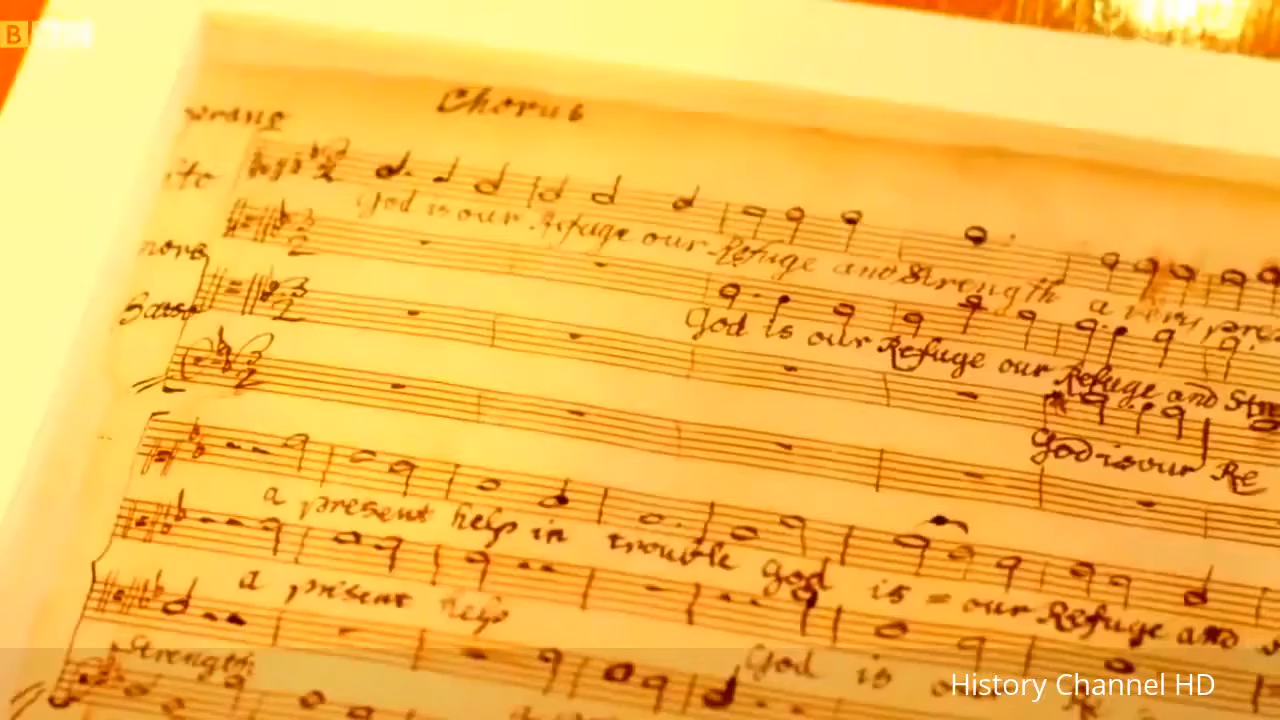 B
Chorus
God is our Refuge our Refuge and Strength a very pre
God is our Refuge our Refuge and Str
Basso
God is our Re
a present help in trouble God is = our Refuge and
a present help
God is
Strength
History Channel HD